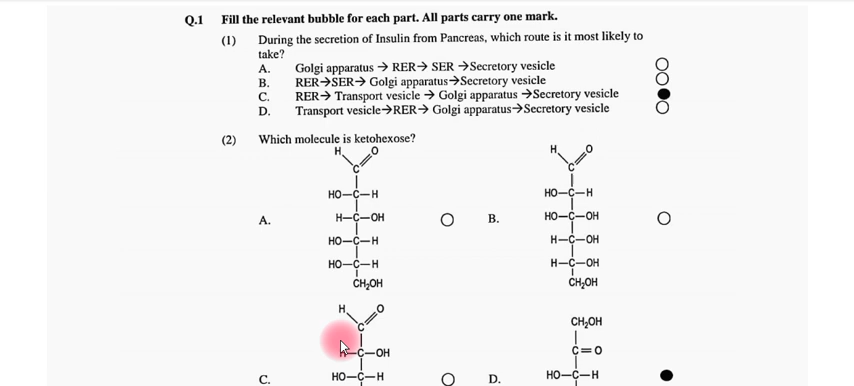 Q.1 Fill the relevant bubble for each part. All parts carry one mark.
(1) During the secretion of Insulin from Pancreas, which route is it most likely to
take?
A. Golgi apparatus → RER→ SER →Secretory vesicle
B. RER→SER→ Golgi apparatus→Secretory vesicle
C. RER→ Transport vesicle → Golgi apparatus →Secretory vesicle
D. Transport vesicle→RER→ Golgi apparatus→Secretory vesicle
(2) Which molecule is ketohexose?
A.
H O
C
HO—C—H
H—C—OH
HO—C—H
HO—C—H
CH₂OH
B.
H O
C
HO—C—H
HO—C—OH
H—C—OH
H—C—OH
CH₂OH
C.
H O
C
H—C—OH
HO—C—H
D.
CH₂OH
C=O
HO—C—H